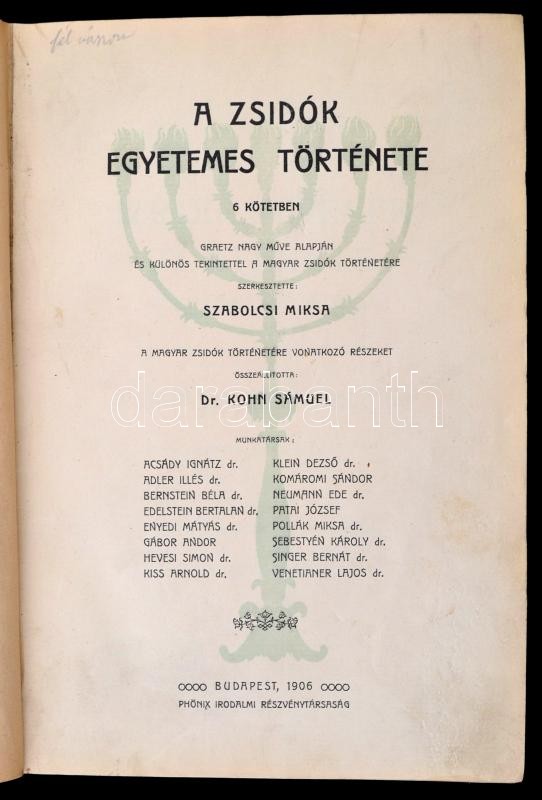 fél vászon
A ZSIDÓK
EGYETEMES TÖRTÉNETE
6 KÖTETBEN
GRAETZ NAGY MŰVE ALAPJÁN
ÉS KÜLÖNÖS TEKINTETTEL A MAGYAR ZSIDÓK TÖRTÉNETÉRE
SZERKESZTETTE:
SZABOLCSI MIKSA
A MAGYAR ZSIDÓK TÖRTÉNETÉRE VONATKOZÓ RÉSZEKET
ÖSSZEÁLLÍTOTTA:
Dr. KOHN SÁMUEL
darabanth
MUNKATÁRSAK:
ACSÁDY IGNÁTZ dr.
ADLER ILLÉS dr.
BERNSTEIN BÉLA dr.
EDELSTEIN BERTALAN dr.
ENYEDI MÁTYÁS dr.
GÁBOR ANDOR
HEVESI SIMON dr.
KISS ARNOLD dr.
KLEIN DEZSŐ dr.
KOMÁROMI SÁNDOR
NEUMANN EDE dr.
PATAI JÓZSEF
POLLÁK MIKSA dr.
SEBESTYÉN KÁROLY dr.
SINGER BERNÁT dr.
VENETIANER LAJOS dr.
BUDAPEST, 1906
PHÖNIX IRODALMI RÉSZVÉNYTÁRSASÁG